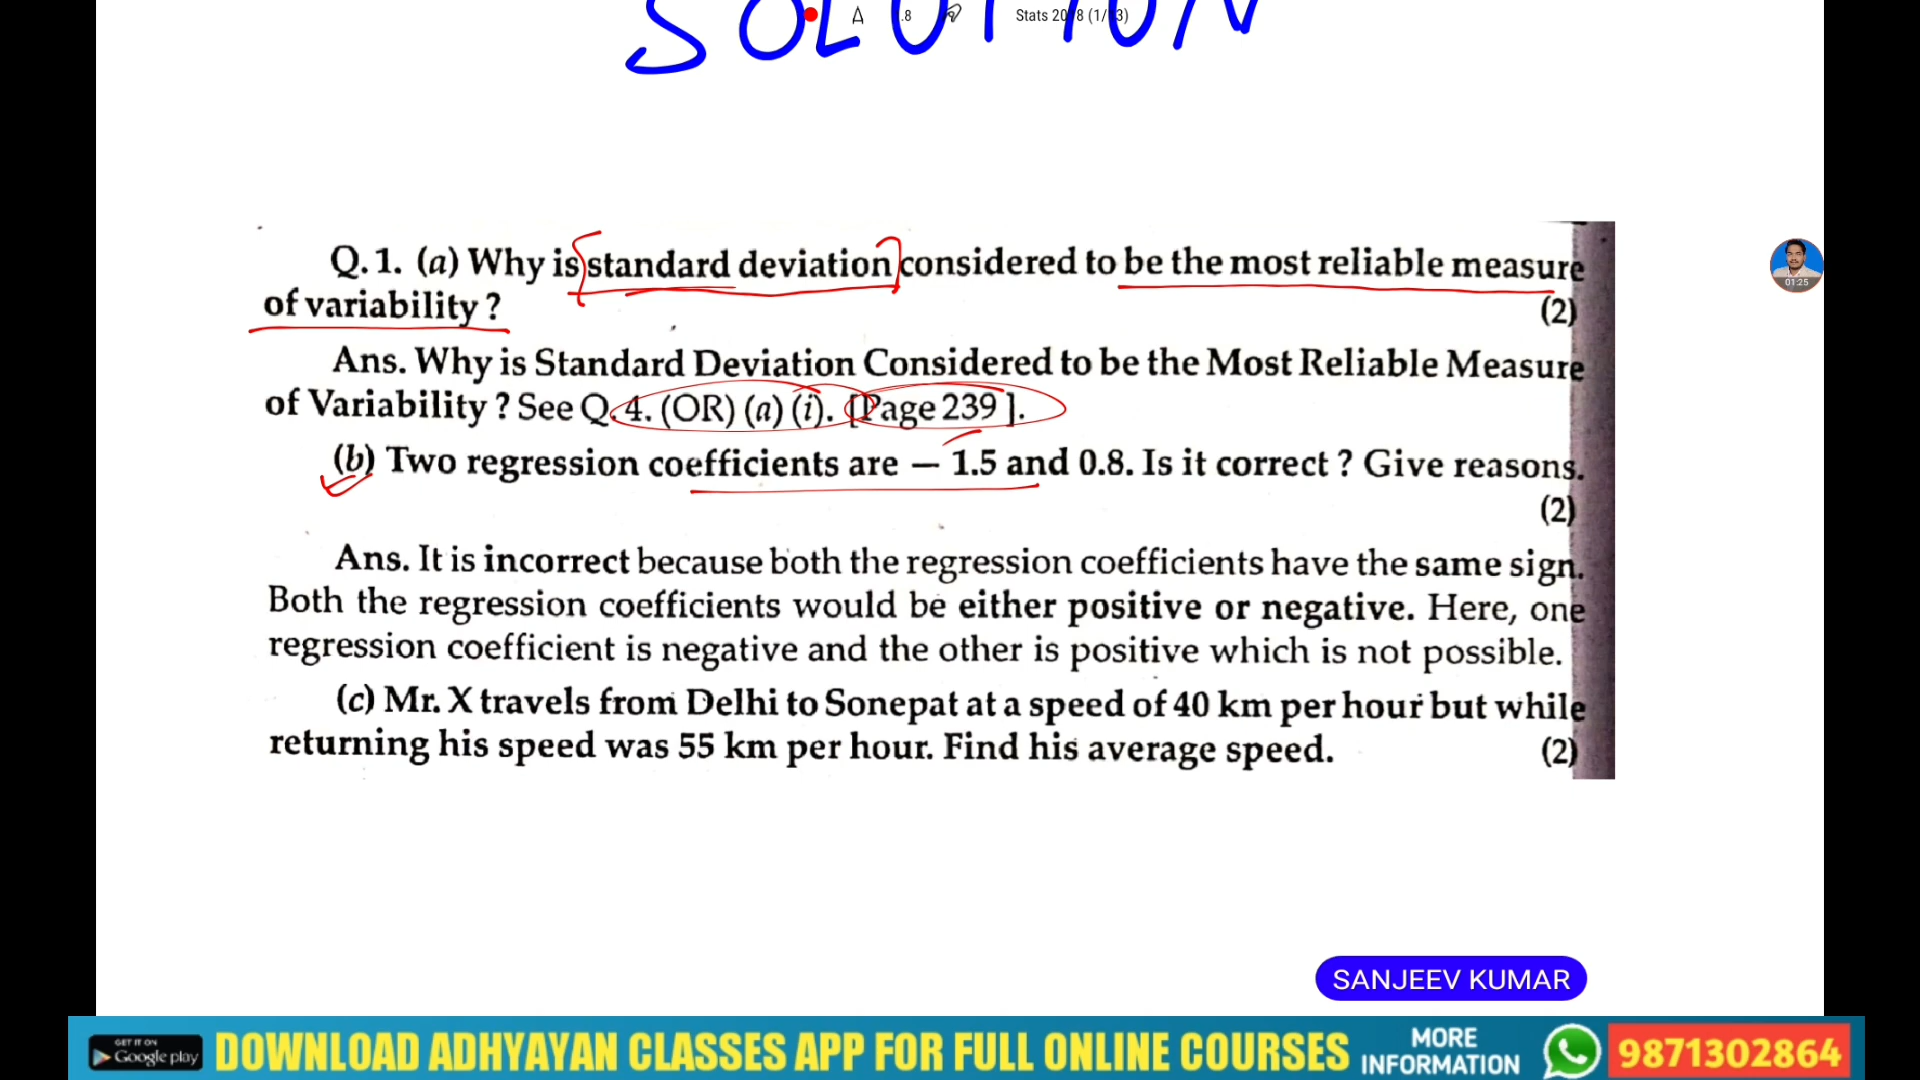 SOLUTION
.8 Stats 2018 (1/13)
Q. 1. (a) Why is standard deviation considered to be the most reliable measure
of variability ? (2)
01:25
Ans. Why is Standard Deviation Considered to be the Most Reliable Measure
of Variability ? See Q. 4. (OR) (a) (i). [Page 239 ].
(b) Two regression coefficients are – 1.5 and 0.8. Is it correct ? Give reasons.
(2)
Ans. It is incorrect because both the regression coefficients have the same sign.
Both the regression coefficients would be either positive or negative. Here, one
regression coefficient is negative and the other is positive which is not possible.
(c) Mr. X travels from Delhi to Sonepat at a speed of 40 km per hour but while
returning his speed was 55 km per hour. Find his average speed. (2)
SANJEEV KUMAR
GET IT ON
Google play
DOWNLOAD ADHYAYAN CLASSES APP FOR FULL ONLINE COURSES
MORE
INFORMATION
9871302864